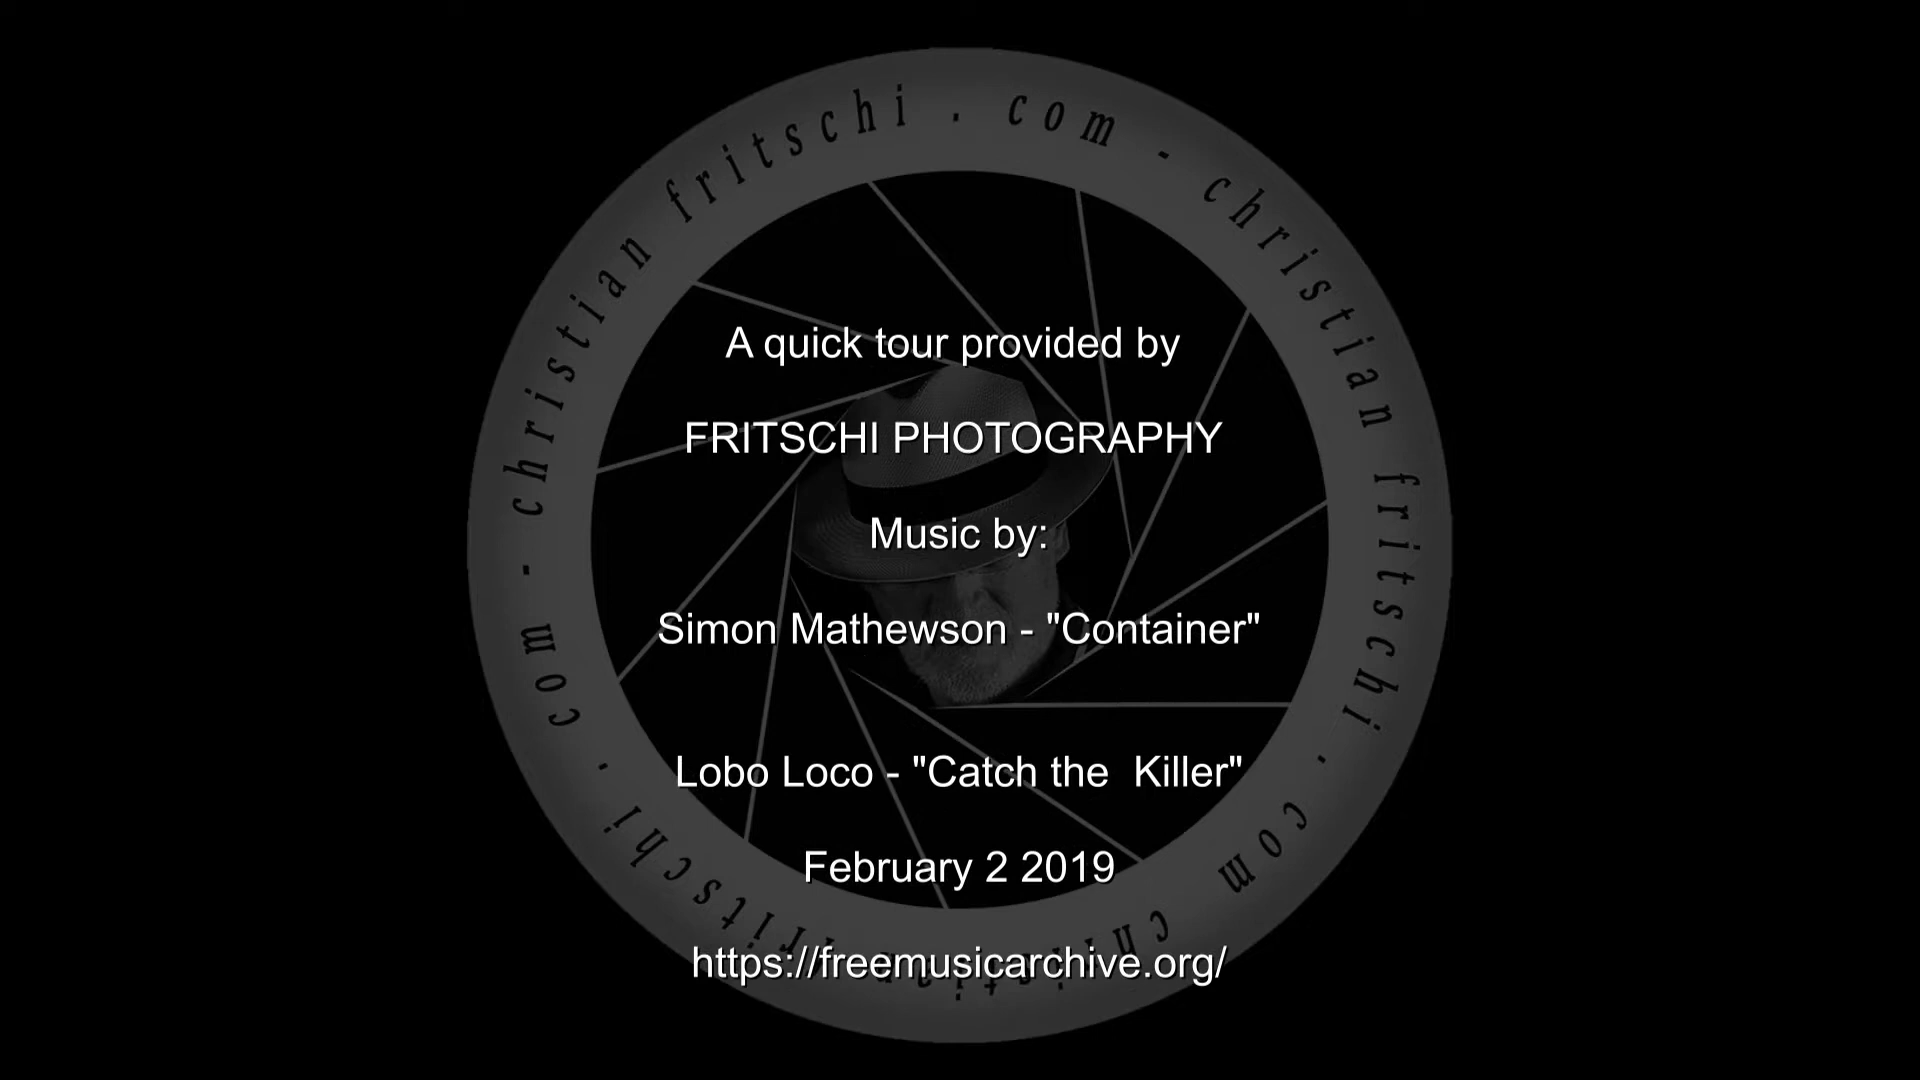 christian fritschi . com - christian fritschi . com christian fritschi . com -
A quick tour provided by
FRITSCHI PHOTOGRAPHY
Music by:
Simon Mathewson - "Container"
Lobo Loco - "Catch the  Killer"
February 2 2019
https://freemusicarchive.org/